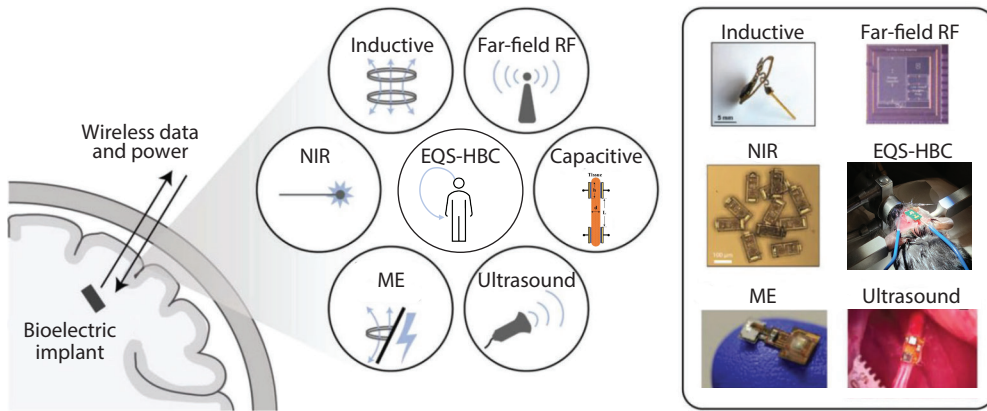 Wireless data
and power
Bioelectric
implant
Inductive
Far-field RF
NIR
EQS-HBC
Capacitive
Tissue
d
L
ME
Ultrasound
Inductive
Far-field RF
5 mm
NIR
EQS-HBC
100 μm
ME
Ultrasound